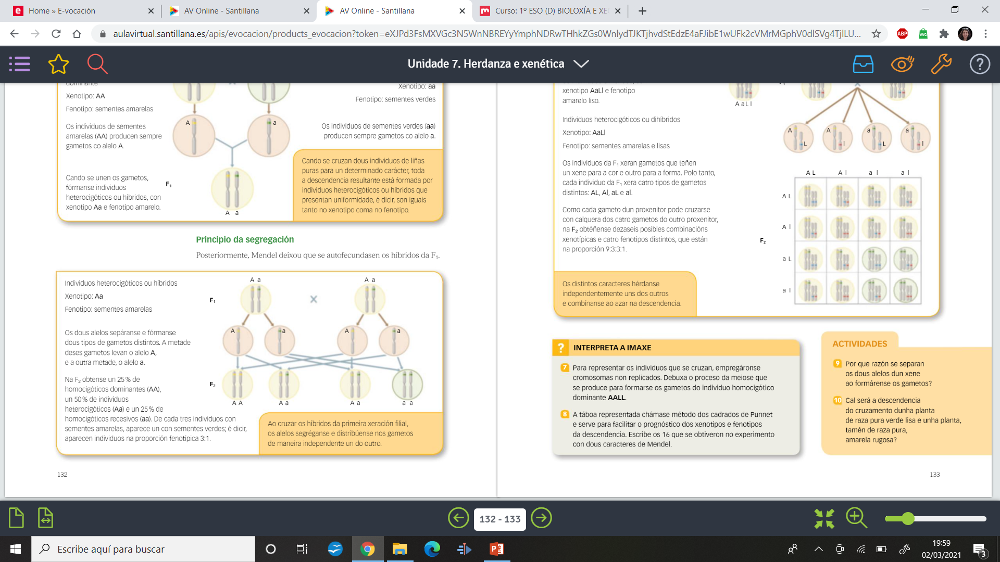 Home » E-vocación
AV Online - Santillana
AV Online - Santillana
Curso: 1º ESO (D) BIOLOXÍA E XE
aulavirtual.santillana.es/apis/evocacion/products_evocacion?token=eXJPd3FsMXVGc3N5WnNBREYyYmphNDRwTHhkZGs0WnlydTJKTjhvdStEdzE4aFJibE1wUFk2cVMrMGphV0dlSVg4TjlLU...
ABP
AVG
Unidade 7. Herdanza e xenética
dominante
Xenotipo: AA
Fenotipo: sementes amarelas
Xenotipo: aa
Fenotipo: sementes verdes
Os individuos de sementes
amarelas (AA) producen sempre
gametos co alelo A.
A
a
Os individuos de sementes verdes (aa)
producen sempre gametos co alelo a.
Cando se unen os gametos,
fórmanse individuos
heterocigóticos ou híbridos, con
xenotipo Aa e fenotipo amarelo.
F1
A a
Cando se cruzan dous individuos de liñas
puras para un determinado carácter, toda
a descendencia resultante está formada por
individuos heterocigóticos ou híbridos que
presentan uniformidade, é dicir, son iguais
tanto no xenotipo coma no fenotipo.
Principio da segregación
Posteriormente, Mendel deixou que se autofecundasen os híbridos da F1.
Individuos heterocigóticos ou híbridos
Xenotipo: Aa
Fenotipo: sementes amarelas
F1
A a
A a
Os dous alelos sepáranse e fórmanse
dous tipos de gametos distintos. A metade
deses gametos levan o alelo A,
e a outra metade, o alelo a.
A
a
A
a
Na F2 obtense un 25 % de
homocigóticos dominantes (AA),
un 50 % de individuos
heterocigóticos (Aa) e un 25 % de
homocigóticos recesivos (aa). De cada tres individuos con
sementes amarelas, aparece un con sementes verdes; é dicir,
aparecen individuos na proporción fenotípica 3:1.
F2
A A
A a
A a
a a
Ao cruzar os híbridos da primeira xeración filial,
os alelos segréganse e distribúense nos gametos
de maneira independente un do outro.
132
xenotipo AaLl e fenotipo
amarelo liso.
A a L l
Individuos heterocigóticos ou dihíbridos
Xenotipo: AaLl
Fenotipo: sementes amarelas e lisas
A L
A l
a L
a l
Os individuos da F1 xeran gametos que teñen
un xene para a cor e outro para a forma. Polo tanto,
cada individuo da F1 xera catro tipos de gametos
distintos: AL, Al, aL e al.
Como cada gameto dun proxenitor pode cruzarse
con calquera dos catro gametos do outro proxenitor,
na F2 obtéñense dezaseis posibles combinacións
xenotípicas e catro fenotipos distintos, que están
na proporción 9:3:3:1.
F2
A L A l a l a l
A L
A l
a L
a l
Os distintos caracteres hérdanse
independentemente uns dos outros
e combínanse ao azar na descendencia.
? INTERPRETA A IMAXE
7 Para representar os individuos que se cruzan, empregáronse
cromosomas non replicados. Debuxa o proceso da meiose que
se produce para formarse os gametos do individuo homocigótico
dominante AALL.
8 A táboa representada chámase método dos cadrados de Punnet
e serve para facilitar o prognóstico dos xenotipos e fenotipos
da descendencia. Escribe os 16 que se obtiveron no experimento
con dous caracteres de Mendel.
ACTIVIDADES
9 Por que razón se separan
os dous alelos dun xene
ao formárense os gametos?
10 Cal será a descendencia
do cruzamento dunha planta
de raza pura verde lisa e unha planta,
tamén de raza pura,
amarela rugosa?
133
132 - 133
Escribe aquí para buscar
19:59
02/03/2021
3